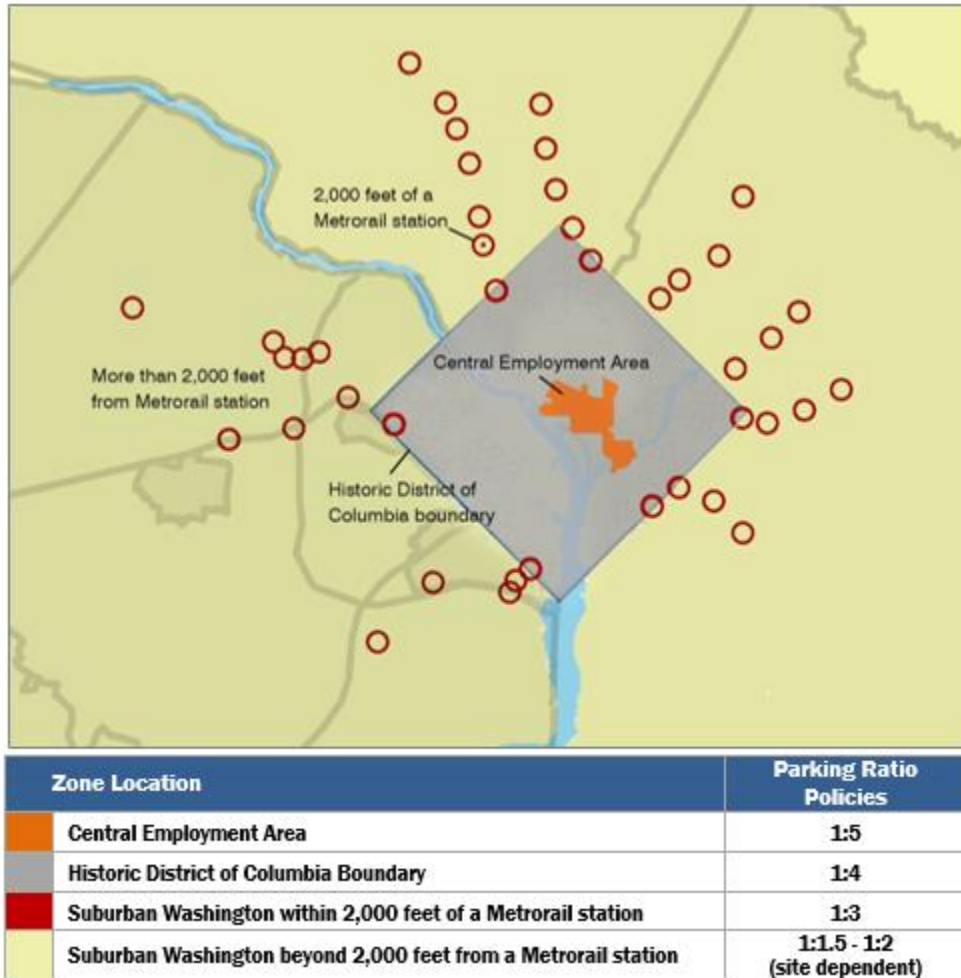 2,000 feet of a
Metrorail station
Central Employment Area
More than 2,000 feet
from Metrorail station
Historic District of
Columbia boundary
Zone Location
Parking Ratio
Policies
Central Employment Area
1:5
Historic District of Columbia Boundary
1:4
Suburban Washington within 2,000 feet of a Metrorail station
1:3
Suburban Washington beyond 2,000 feet from a Metrorail station
1:1.5 - 1:2
(site dependent)